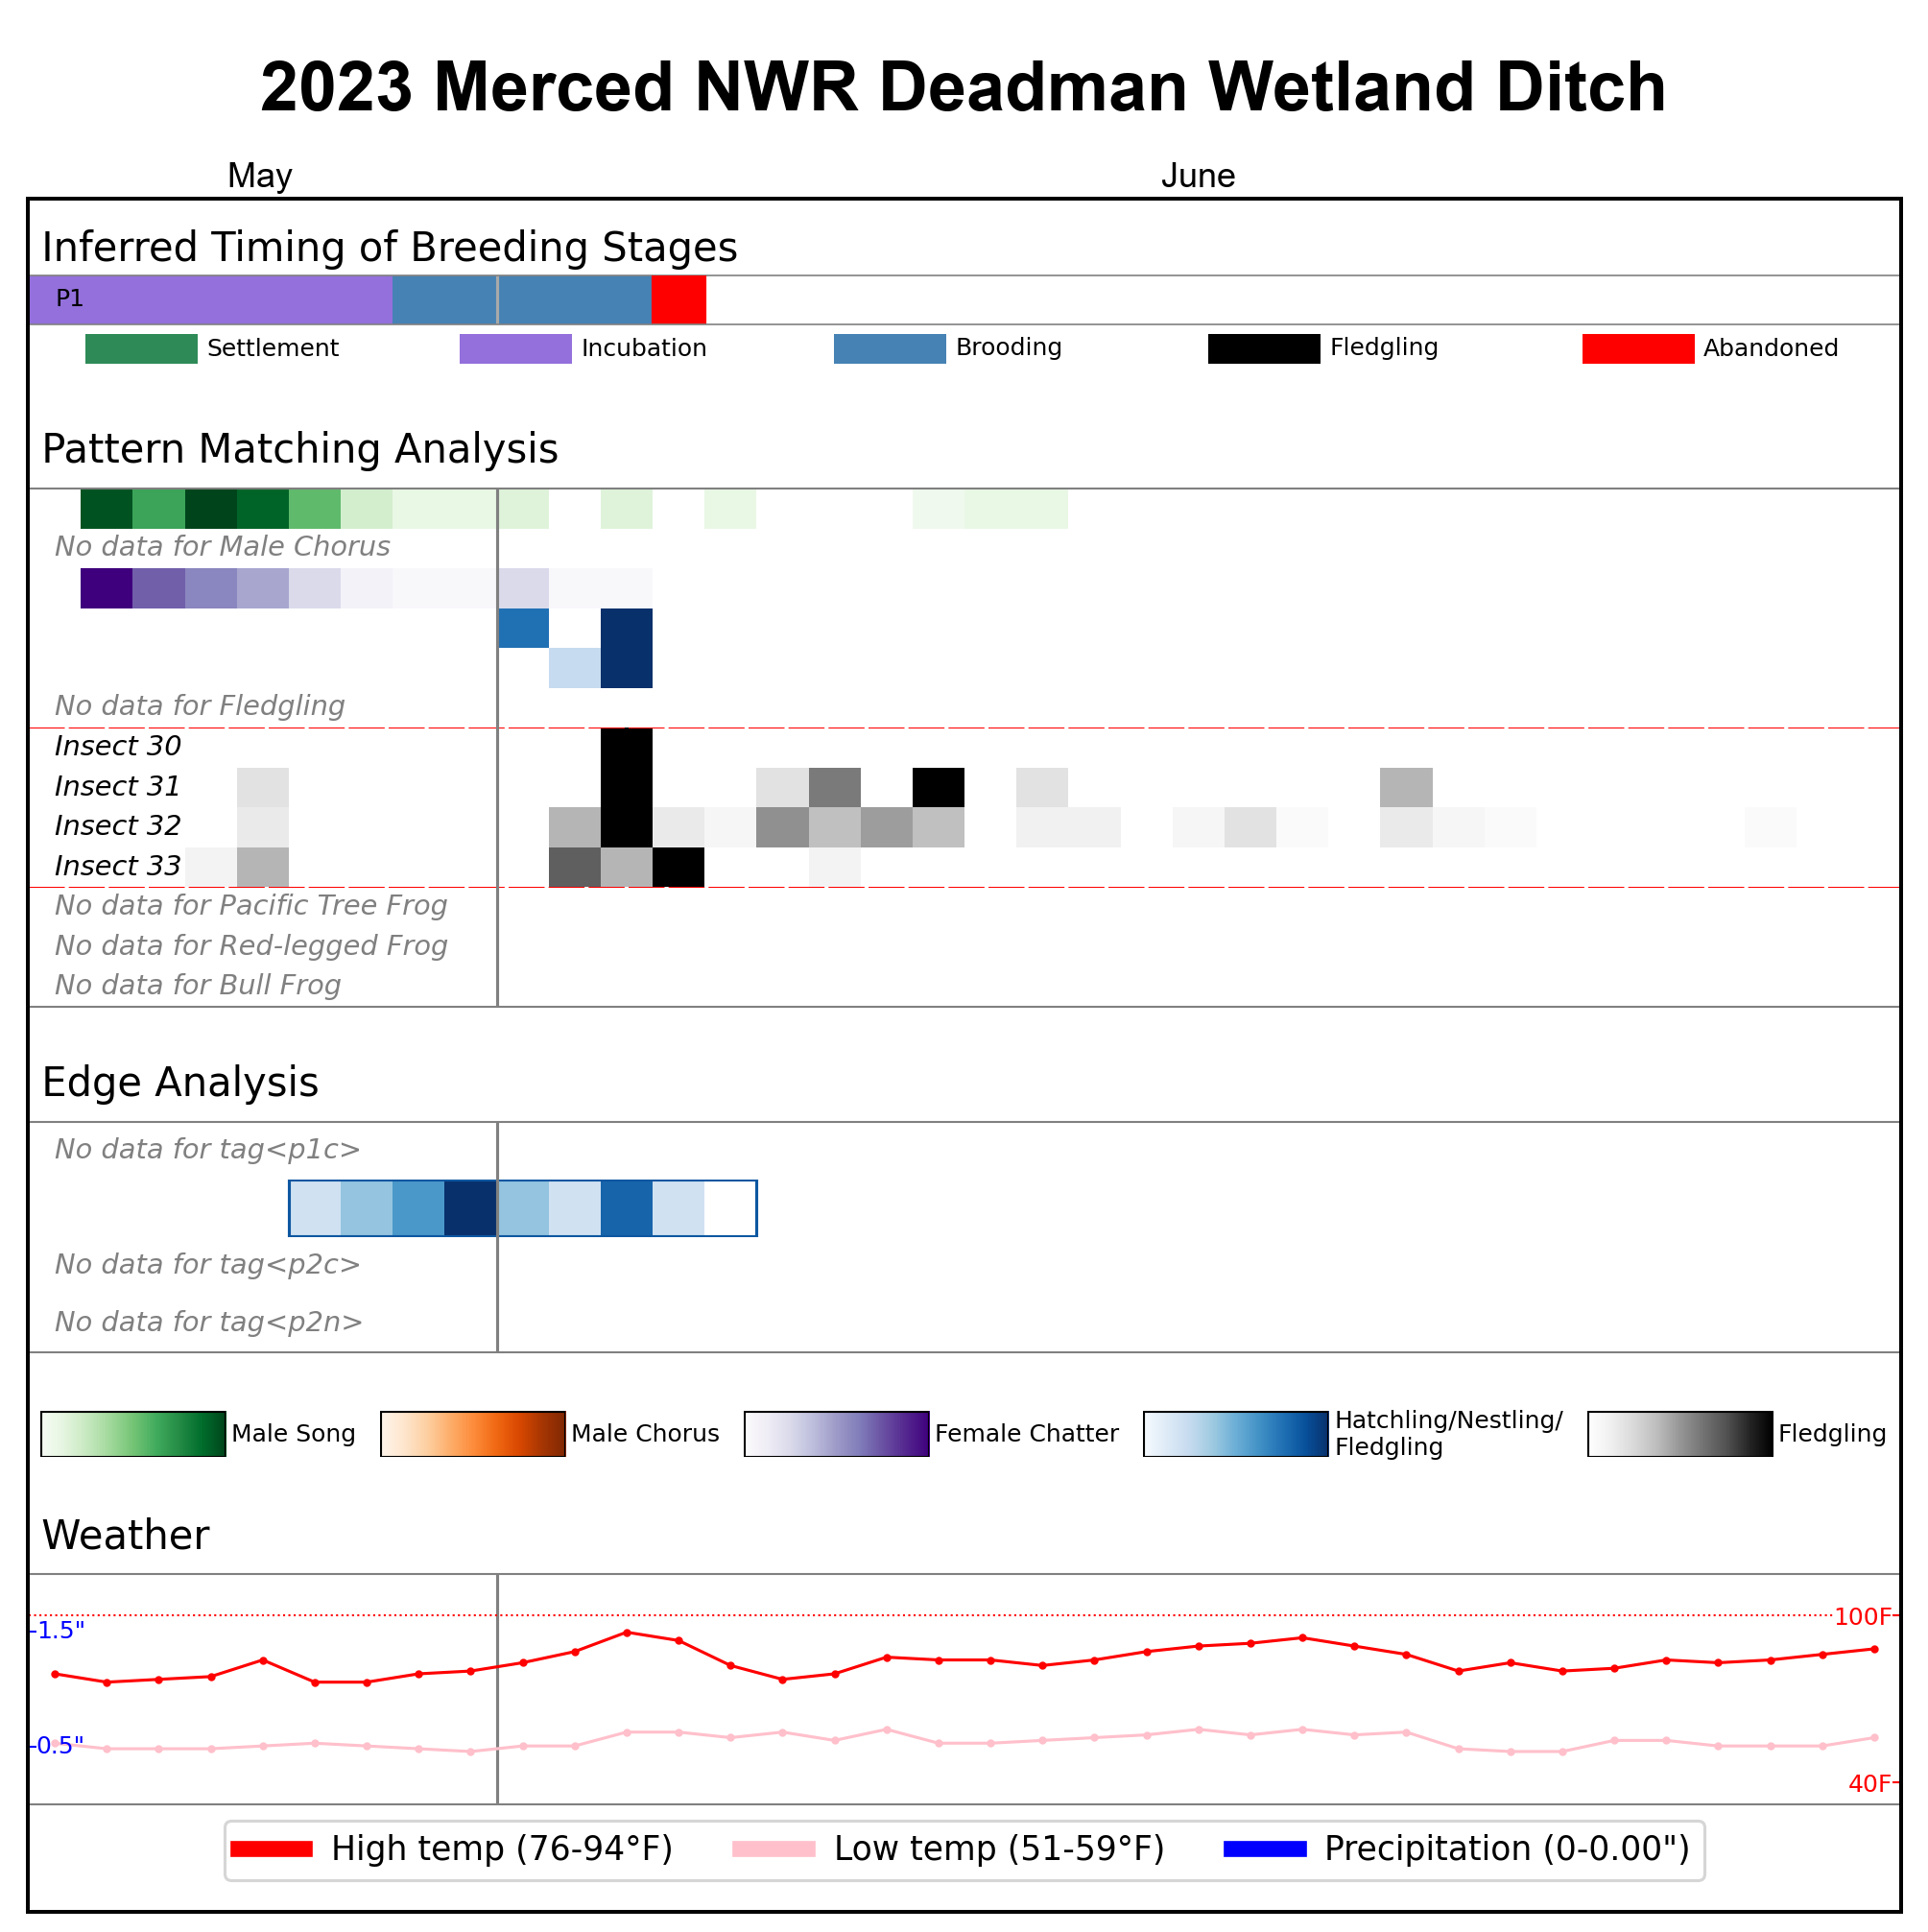 2023 Merced NWR Deadman Wetland Ditch
May June
Inferred Timing of Breeding Stages
P1
Settlement Incubation Brooding Fledgling Abandoned
Pattern Matching Analysis
No data for Male Chorus
No data for Fledgling
Insect 30
Insect 31
Insect 32
Insect 33
No data for Pacific Tree Frog
No data for Red-legged Frog
No data for Bull Frog
Edge Analysis
No data for tag<p1c>
No data for tag<p2c>
No data for tag<p2n>
Male Song Male Chorus Female Chatter Hatchling/Nestling/
Fledgling Fledgling
Weather
100F
1.5"
0.5"
40F
High temp (76-94°F) Low temp (51-59°F) Precipitation (0-0.00")